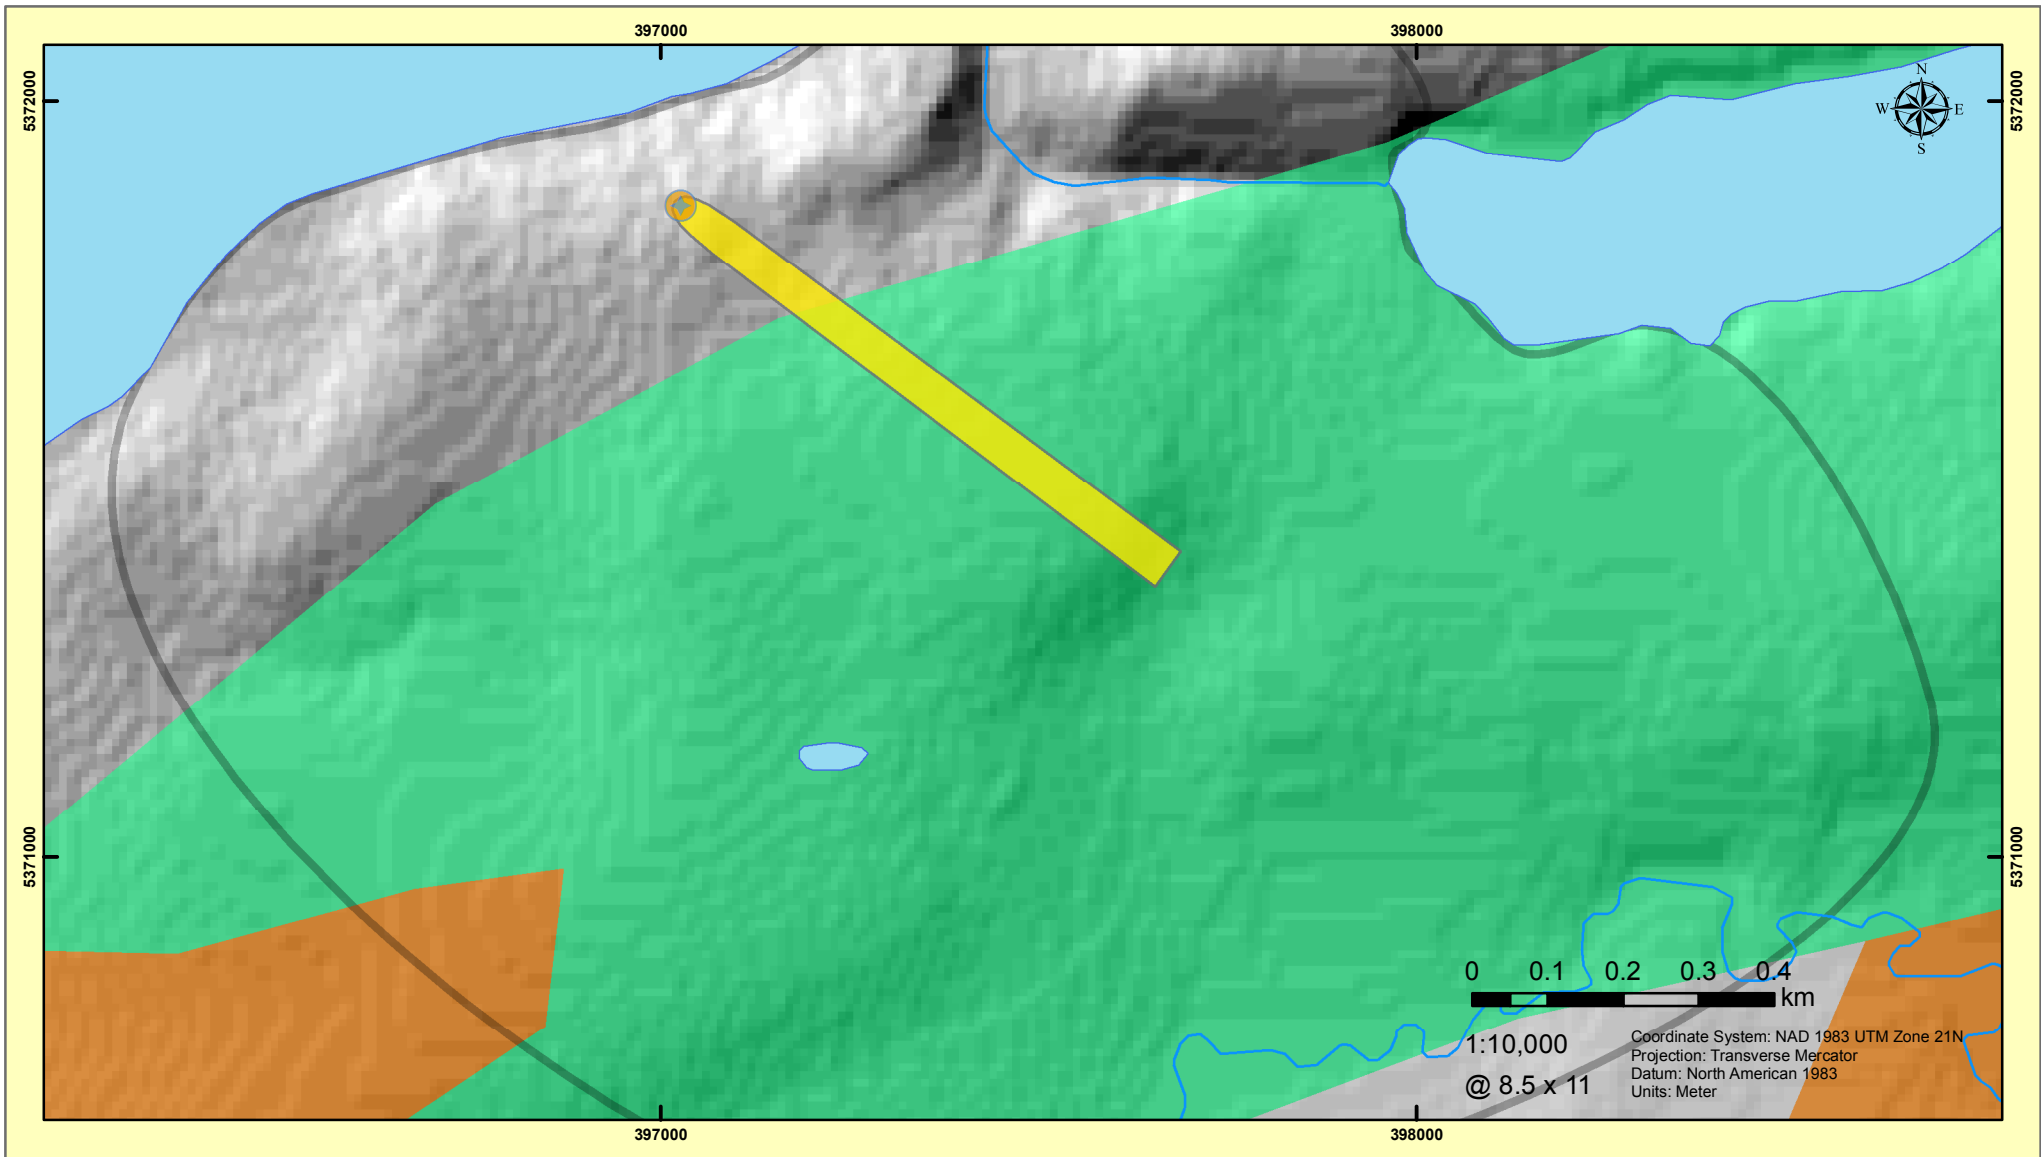 397000 398000
5372000 5372000
N
W E
S
5371000 5371000
0 0.1 0.2 0.3 0.4
km
1:10,000
@ 8.5 x 11
Coordinate System: NAD 1983 UTM Zone 21N
Projection: Transverse Mercator
Datum: North American 1983
Units: Meter
397000 398000